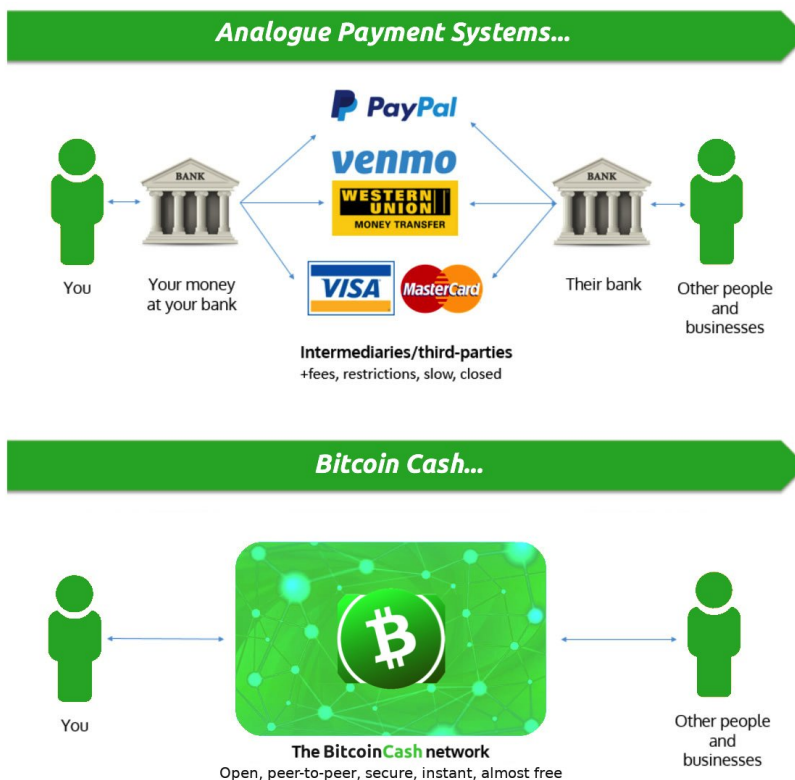 Analogue Payment Systems...
PayPal
venmo
BANK
WESTERN
UNION
MONEY TRANSFER
BANK
VISA
MasterCard
You
Your money
at your bank
Their bank
Other people
and
businesses
Intermediaries/third-parties
+fees, restrictions, slow, closed
Bitcoin Cash...
You
Other people
and
businesses
The BitcoinCash network
Open, peer-to-peer, secure, instant, almost free